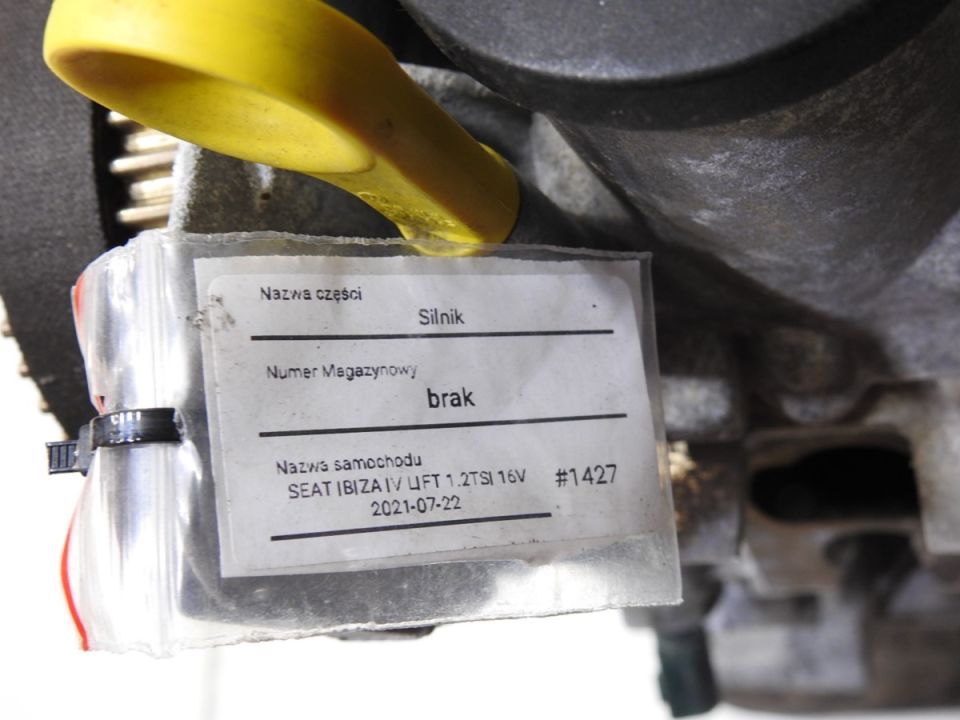 Nazwa części
Silnik
Numer Magazynowy
brak
Nazwa samochodu
SEAT IBIZA IV LIFT 1.2TSI 16V #1427
2021-07-22